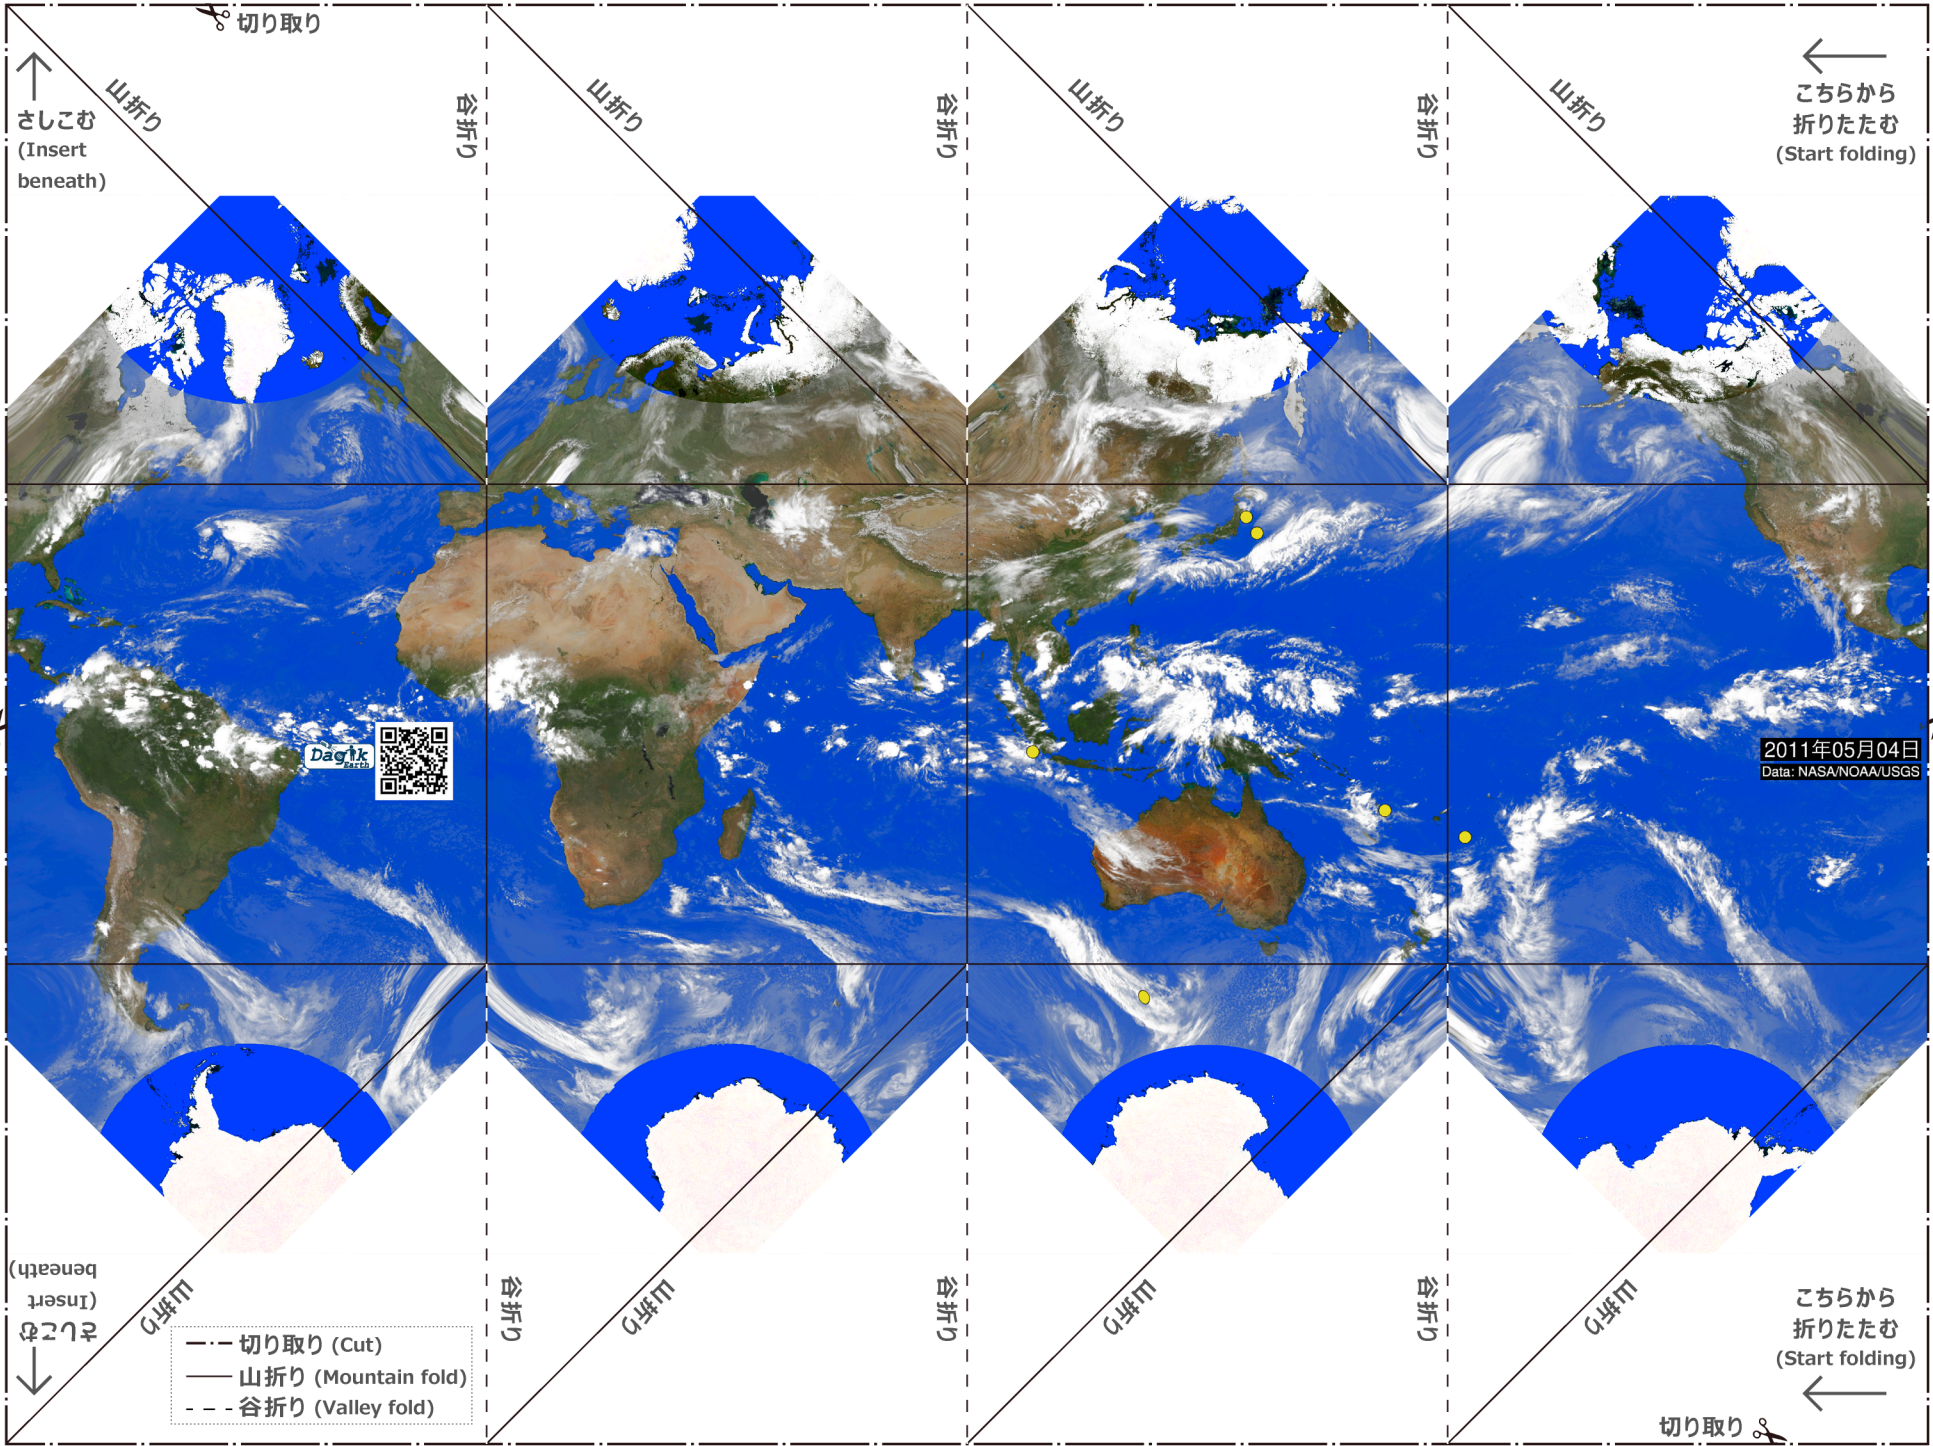 切り取り
山折り
谷折り
山折り
谷折り
山折り
谷折り
山折り
さしこむ
(Insert
beneath)
こちらから
折りたたむ
(Start folding)
Dagik
Earth
2011年05月04日
Data: NASA/NOAA/USGS
さしこむ
(Insert
beneath)
山折り
谷折り
山折り
谷折り
山折り
谷折り
山折り
こちらから
折りたたむ
(Start folding)
切り取り (Cut)
山折り (Mountain fold)
谷折り (Valley fold)
切り取り